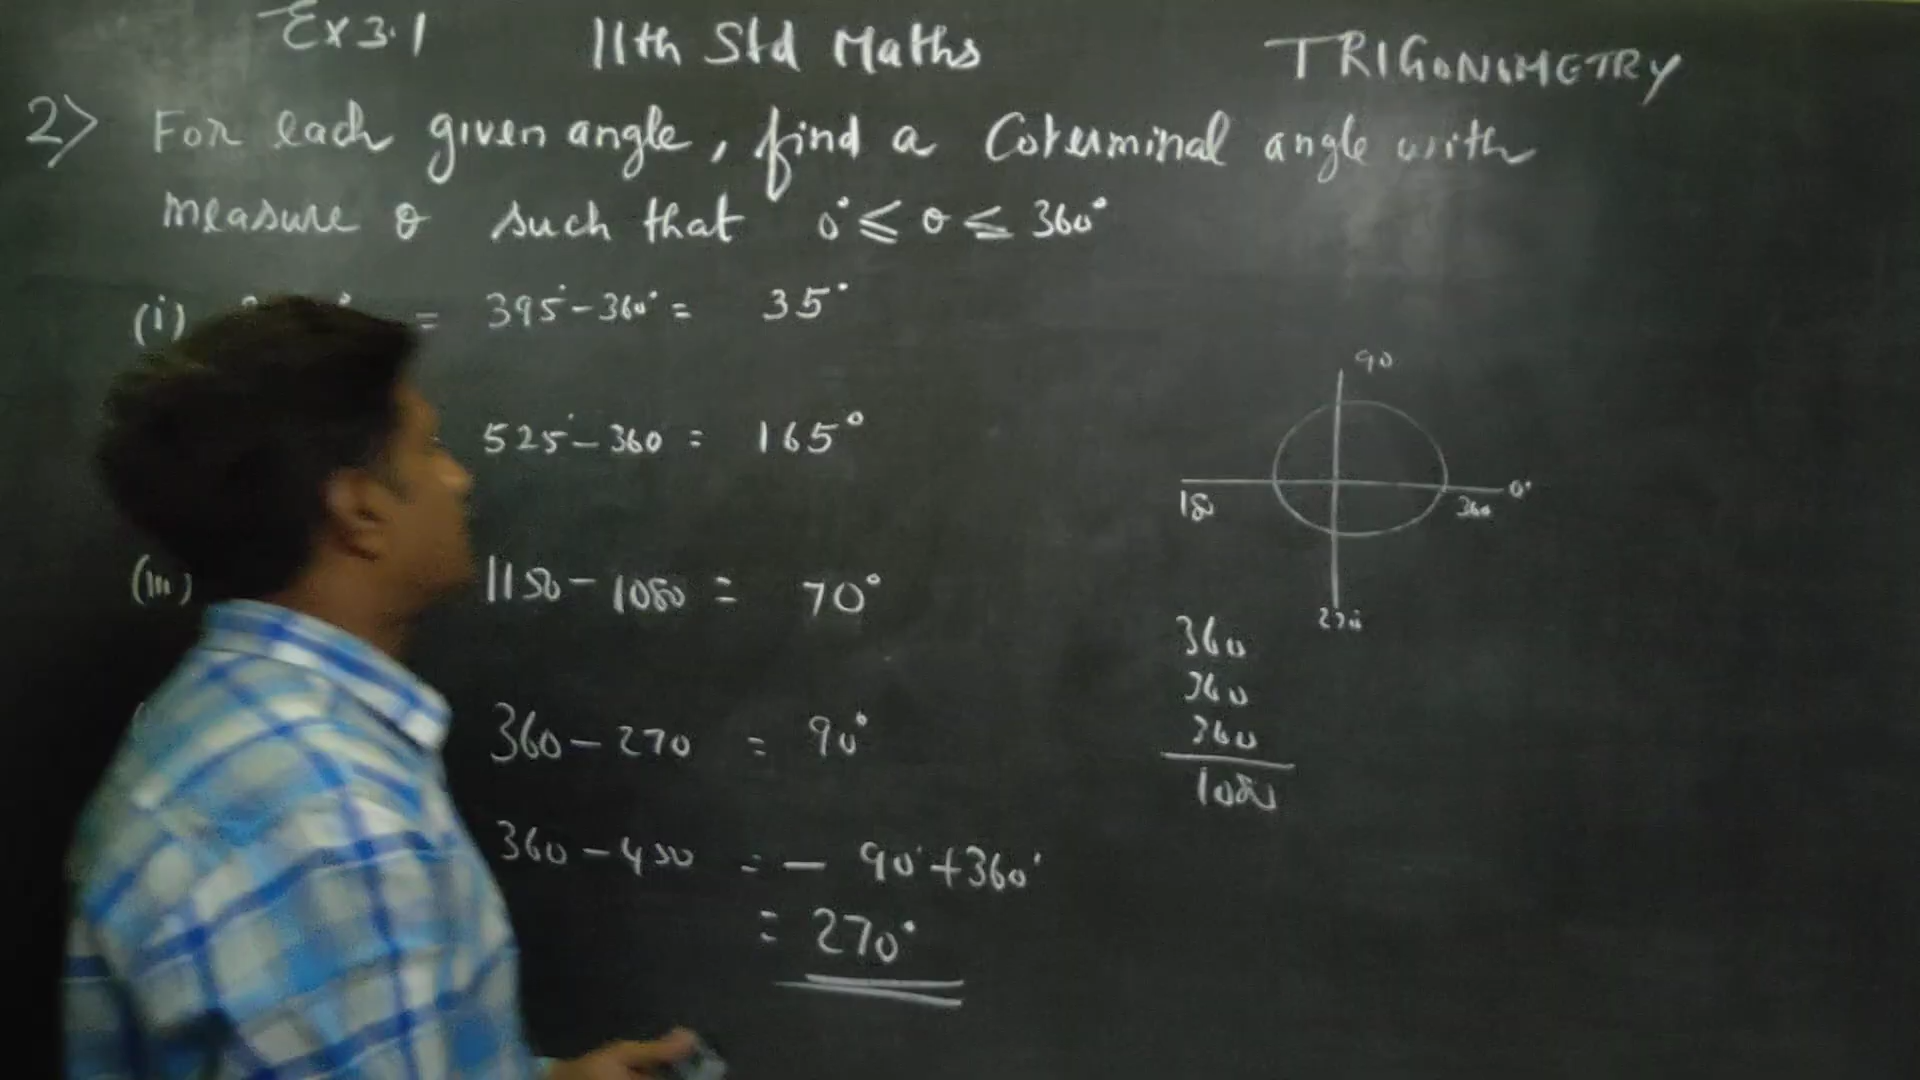 Ex 3.1 11th Std Maths TRIGONOMETRY
2) For each given angle, find a Coterminal angle with
measure θ such that 0° ≤ θ ≤ 360°
(i) = 395° - 360° = 35°
525° - 360 = 165°
(iii) 1150 - 1080 = 70°
360 - 270 = 90°
360 - 450 = - 90° + 360°
= 270°
90
180 360 0°
270
360
360
360
1080